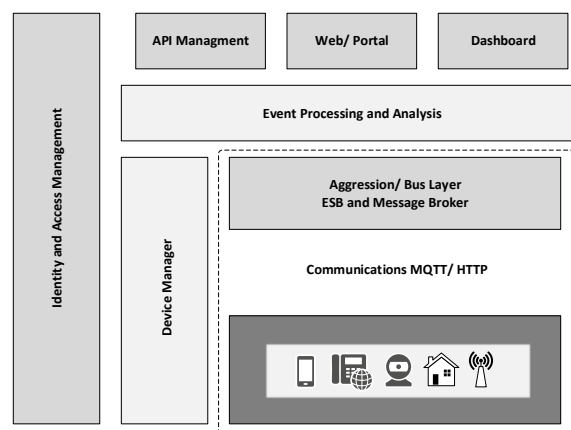 API Managment
Web/ Portal
Dashboard
Identity and Access Management
Event Processing and Analysis
Device Manager
Aggression/ Bus Layer
ESB and Message Broker
Communications MQTT/ HTTP